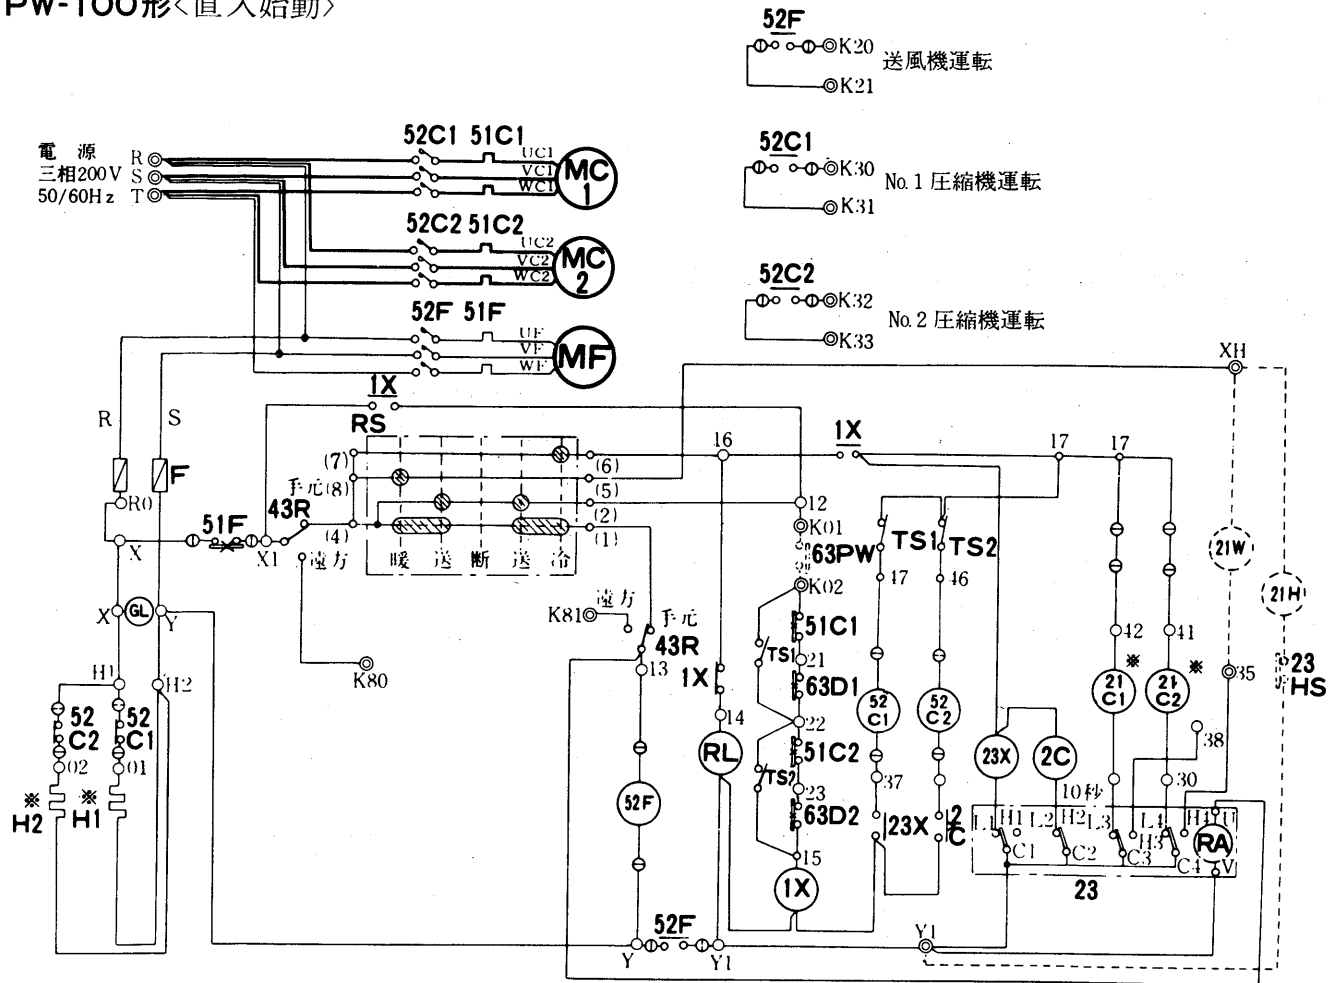 PW-100形〈直入始動〉
52F
K20
送風機運転
K21
52C1
K30
No.1 圧縮機運転
K31
52C2
K32
No.2 圧縮機運転
K33
電 源
三相200V
50/60Hz
R
S
T
52C1 51C1
UC1
VC1
WC1
MC
1
52C2 51C2
UC2
VC2
WC2
MC
2
52F 51F
UF
VF
WF
MF
XH
R
S
F
R0
1X
RS
(7)
手元(8)
(4)
(6)
(5)
(2)
(1)
暖 送 断 送 冷
43R
遠方
51F
X
X1
K80
16
1X
17
17
12
K01
63PW
K02
TS1
TS2
47
46
21W
21H
X
GL
Y
K81
遠方
手元
43R
13
51C1
TS1
21
63D1
22
51C2
TS2
23
63D2
15
1X
1X
14
RL
52
C1
52
C2
37
23X
2
C
42
41
21
C1
※
21
C2
※
35
38
23
HS
H1
H2
52
C2
52
C1
02
01
※
H2
※
H1
52F
23X
2C
10秒
30
L1
H1
L2
H2
L3
H3
L4
H4
U
C1
C2
C3
C4
V
RA
23
Y
52F
Y1
Y1